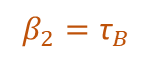 β₂ = τ_B